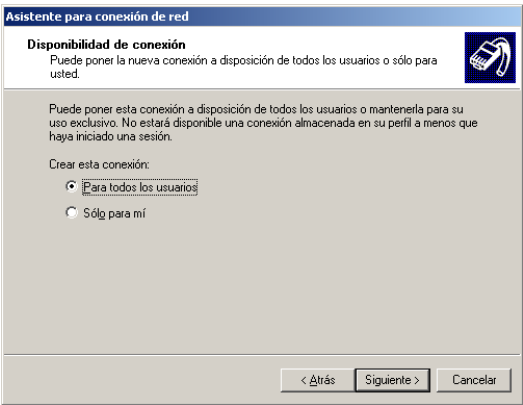 Asistente para conexión de red
Disponibilidad de conexión
Puede poner la nueva conexión a disposición de todos los usuarios o sólo para
usted.
Puede poner esta conexión a disposición de todos los usuarios o mantenerla para su
uso exclusivo. No estará disponible una conexión almacenada en su perfil a menos que
haya iniciado una sesión.
Crear esta conexión:
Para todos los usuarios
Sólo para mí
< Atrás
Siguiente >
Cancelar